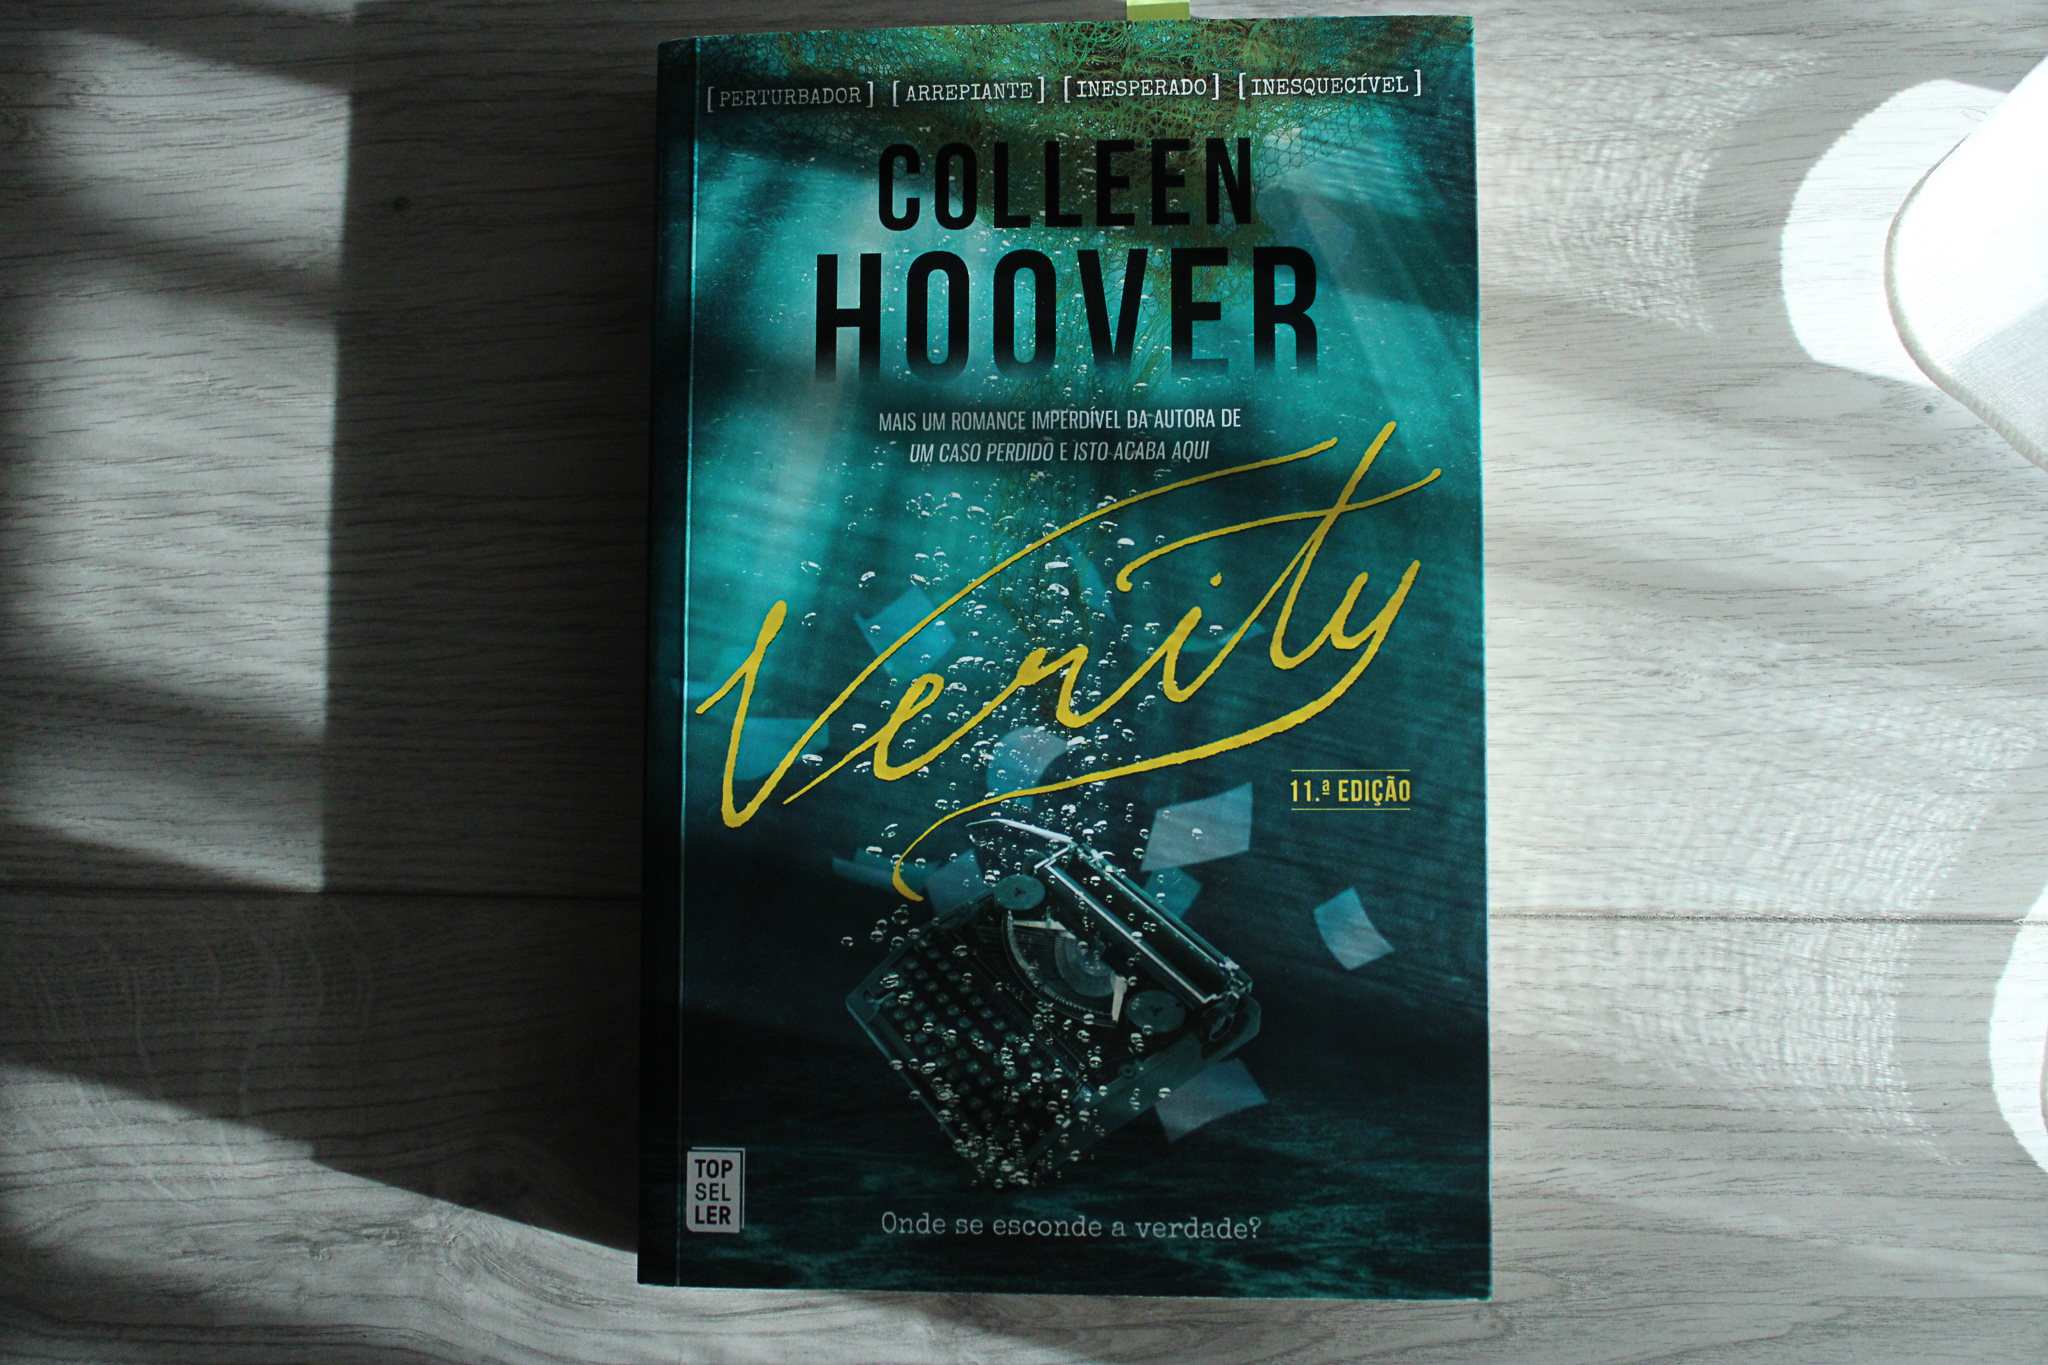 [PERTURBADOR] [ARREPIANTE] [INESPERADO] [INESQUECÍVEL]
COLLEEN
HOOVER
MAIS UM ROMANCE IMPERDÍVEL DA AUTORA DE
UM CASO PERDIDO E ISTO ACABA AQUI
Verity
11.ª EDIÇÃO
TOP
SEL
LER
Onde se esconde a verdade?